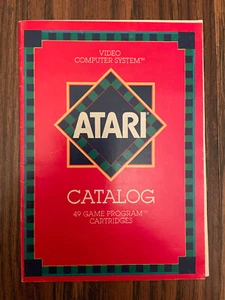 VIDEO
COMPUTER SYSTEM™
ATARI
CATALOG
49 GAME PROGRAM™
CARTRIDGES